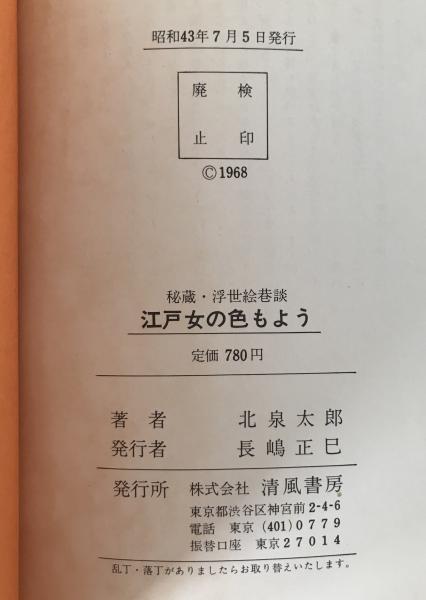 昭和43年7月5日発行
検印
廃止
©1968
秘蔵・浮世絵巷談
江戸女の色もよう
定価 780円
著者 北泉太郎
発行者 長嶋正巳
発行所 株式会社 清風書房
東京都渋谷区神宮前2-4-6
電話 東京(401)0779
振替口座 東京27014
乱丁・落丁がありましたらお取り替えいたします。